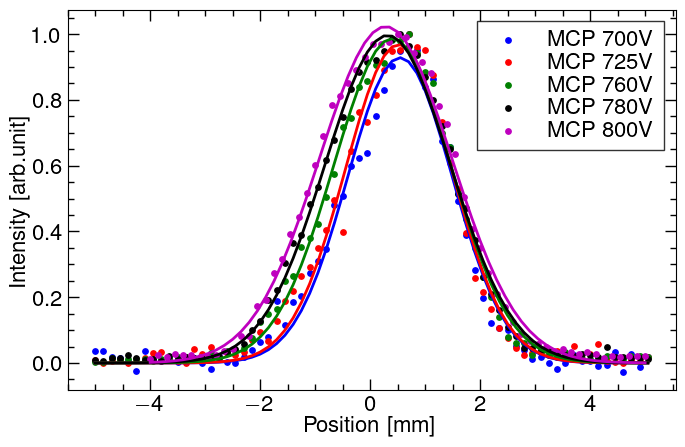 1.0
0.8
0.6
0.4
0.2
0.0
Intensity [arb.unit]
MCP 700V
MCP 725V
MCP 760V
MCP 780V
MCP 800V
−4 −2 0 2 4
Position [mm]